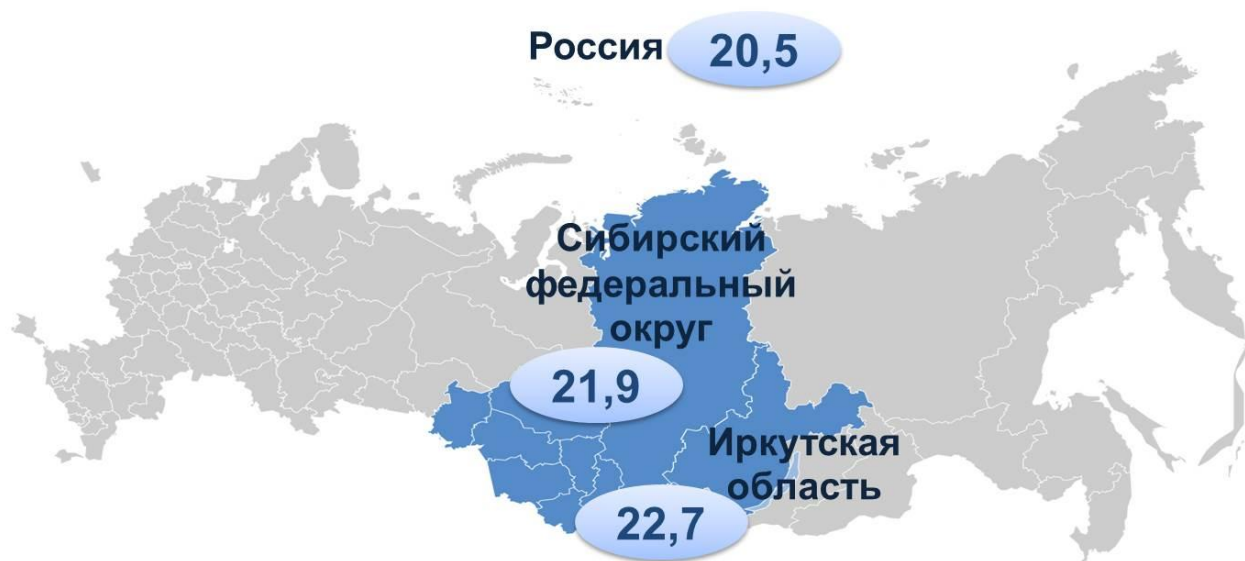 Россия 20,5
Сибирский
федеральный
округ
21,9
Иркутская
область
22,7